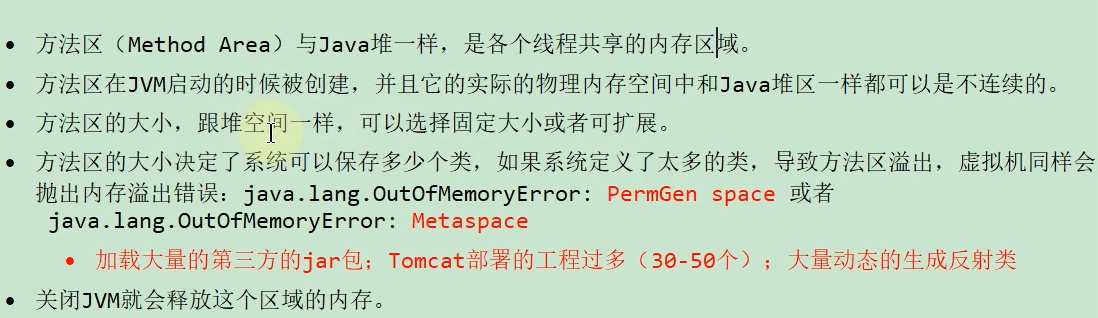 • 方法区（Method Area）与Java堆一样，是各个线程共享的内存区域。
• 方法区在JVM启动的时候被创建，并且它的实际的物理内存空间中和Java堆区一样都可以是不连续的。
• 方法区的大小，跟堆空间一样，可以选择固定大小或者可扩展。
• 方法区的大小决定了系统可以保存多少个类，如果系统定义了太多的类，导致方法区溢出，虚拟机同样会
抛出内存溢出错误：java.lang.OutOfMemoryError: PermGen space 或者
java.lang.OutOfMemoryError: Metaspace
• 加载大量的第三方的jar包；Tomcat部署的工程过多（30-50个）；大量动态的生成反射类
• 关闭JVM就会释放这个区域的内存。